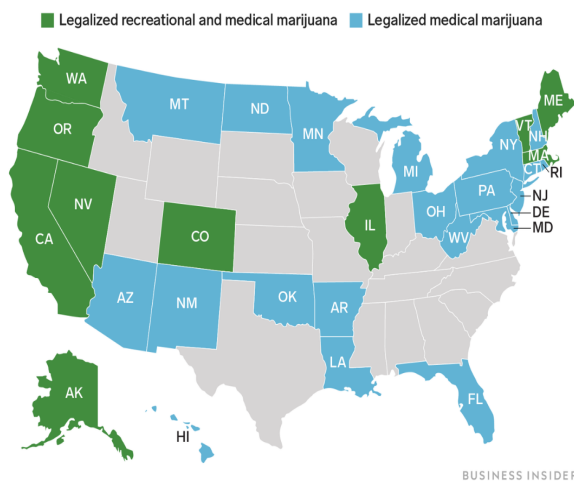 Legalized recreational and medical marijuana Legalized medical marijuana
WA
MT
ND
MN
OR
ME
VT
NH
NY
MA
CT
RI
MI
PA
NJ
OH
DE
MD
WV
NV
IL
CA
CO
AZ
NM
OK
AR
LA
FL
AK
HI
BUSINESS INSIDER